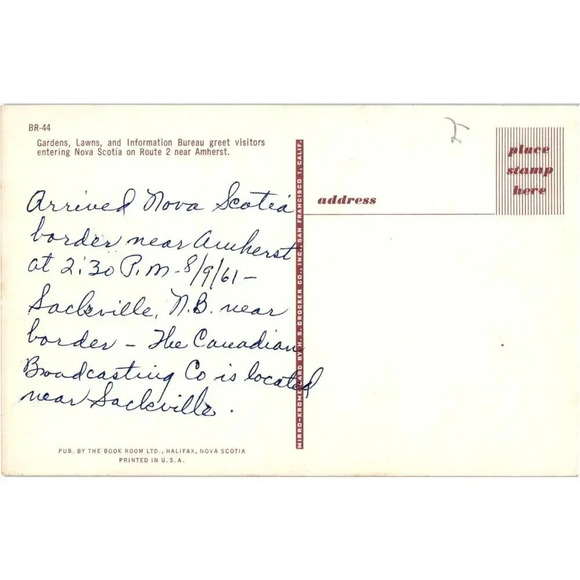 BR-44
Gardens, Lawns, and Information Bureau greet visitors
entering Nova Scotia on Route 2 near Amherst.
Arrived Nova Scotia
border near Amherst
at 2:30 P.M - 8/9/61 -
Sackville, N.B. near
border - The Canadian
Broadcasting Co is located
near Sackville.
PUB. BY THE BOOK ROOM LTD., HALIFAX, NOVA SCOTIA
PRINTED IN U.S.A.
MIRRO-KROME CARD BY H. S. CROCKER CO., INC., SAN FRANCISCO 1, CALIF.
address
place
stamp
here